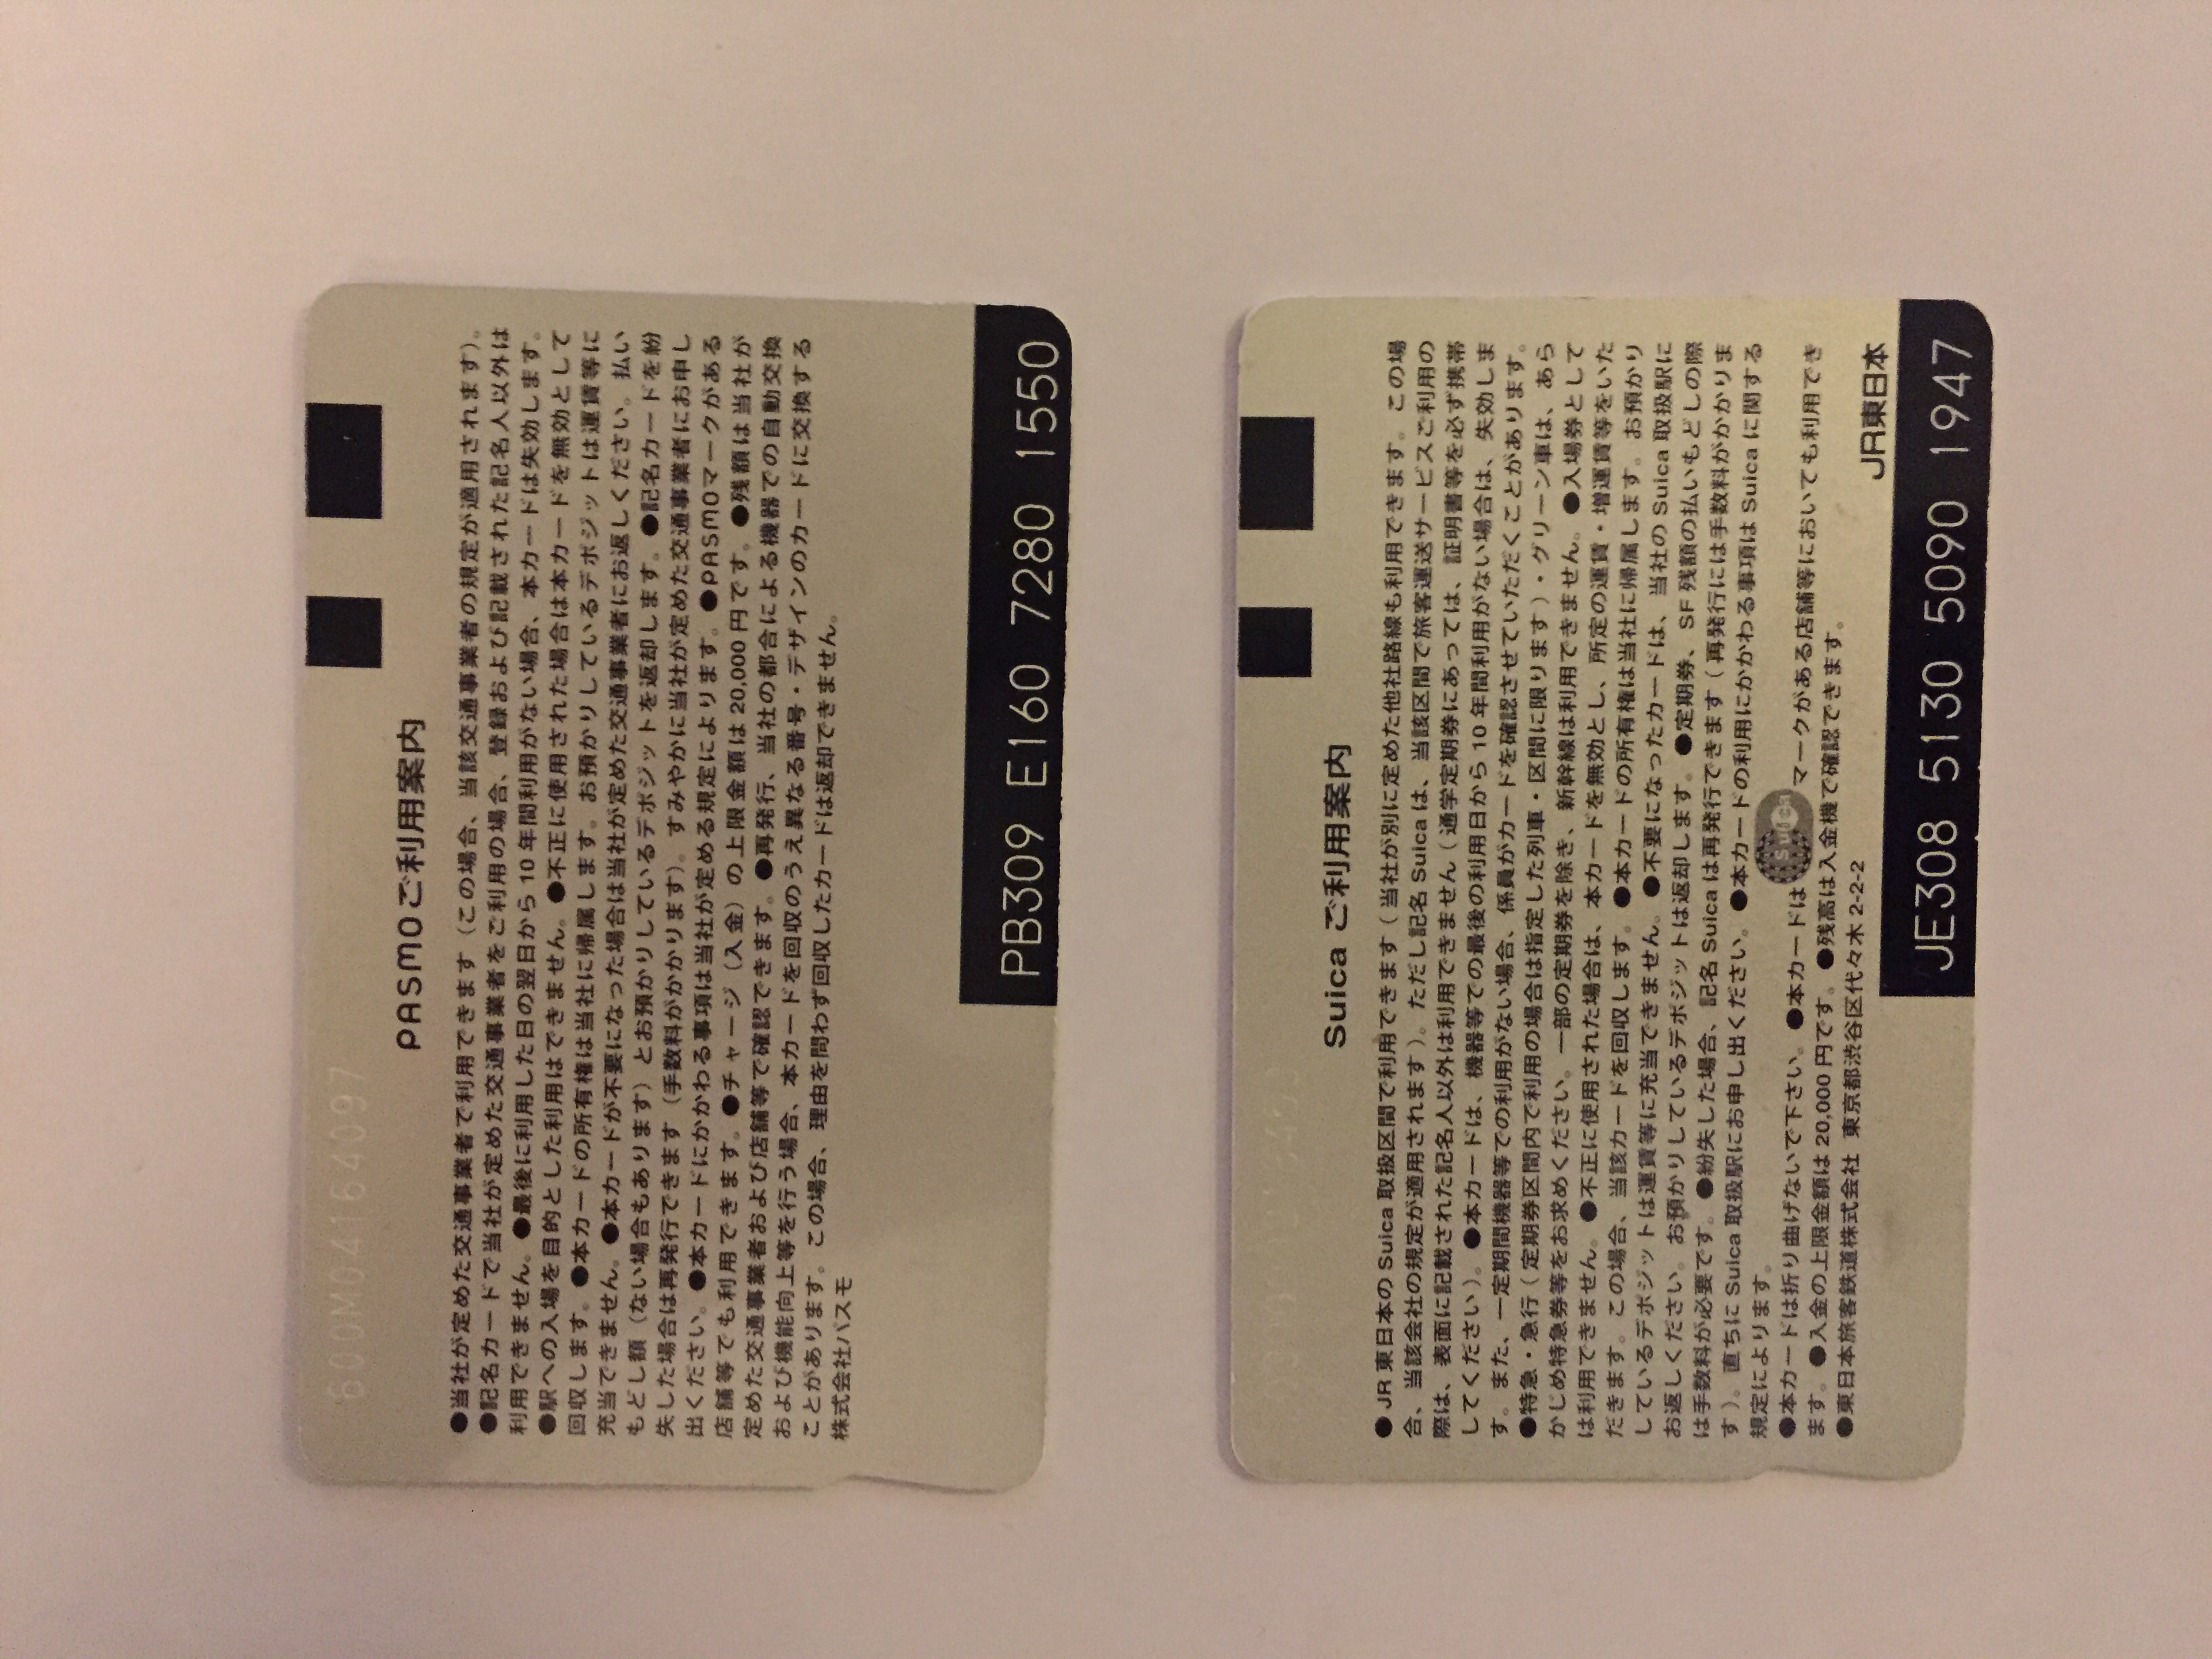 600M04164097
PASMOご利用案内
●当社が定めた交通事業者で利用できます（この場合、当該交通事業者の規定が適用されます）。
●記名カードで当社が定めた交通事業者をご利用の場合、登録および記載された記名人以外は
利用できません。●最後に利用した日の翌日から10年間利用がない場合、本カードは失効します。
●駅への入場を目的とした利用はできません。●不正に使用された場合は本カードを無効として
回収します。●本カードの所有権は当社に帰属します。お預かりしているデポジットは運賃等に
充当できません。●本カードが不要になった場合は当社が定めた交通事業者にお返しください。払い
もどし額（ない場合もあります）とお預かりしているデポジットを返却します。●記名カードを紛
失した場合は再発行できます（手数料がかかります）。すみやかに当社が定めた交通事業者にお申し
出ください。●本カードにかかわる事項は当社が定める規定によります。●PASMOマークがある
店舗等でも利用できます。●チャージ（入金）の上限金額は20,000円です。●残額は当社が
定めた交通事業者および店舗等で確認できます。●再発行、当社の都合による機器での自動交換
および機能向上等を行う場合、本カードを回収のうえ異なる番号・デザインのカードに交換する
ことがあります。この場合、理由を問わず回収したカードは返却できません。
株式会社パスモ
PB309 E160 7280 1550
Suica ご利用案内
●JR東日本のSuica取扱区間で利用できます（当社が別に定めた他社路線も利用できます。この場
合、当該会社の規定が適用されます）。ただし記名Suicaは、当該区間で旅客運送サービスご利用の
際は、表面に記載された記名人以外は利用できません（通学定期券にあっては、証明書等を必ず携帯
してください）。●本カードは、機器等での最後の利用日から10年間利用がない場合は、失効しま
す。また、一定期間機器等での利用がない場合、係員がカードを確認させていただくことがあります。
●特急・急行（定期券区間内で利用の場合は指定した列車・区間に限ります）・グリーン車は、あら
かじめ特急券等をお求めください。一部の定期券を除き、新幹線は利用できません。●入場券として
は利用できません。●不正に使用された場合は、本カードを無効とし、所定の運賃・増運賃等をいた
だきます。この場合、当該カードを回収します。●本カードの所有権は当社に帰属します。お預かり
しているデポジットは運賃等に充当できません。●不要になったカードは、当社のSuica取扱駅に
お返しください。お預かりしているデポジットは返却します。●定期券、SF残額の払いもどしの際
は手数料が必要です。●紛失した場合、記名Suicaは再発行できます（再発行には手数料がかかりま
す）。直ちにSuica取扱駅にお申し出ください。●本カードの利用にかかわる事項はSuicaに関する
規定によります。
●本カードは折り曲げないで下さい。●本カードは Suica マークがある店舗等においても利用でき
ます。●入金の上限金額は20,000円です。●残高は入金機で確認できます。
●東日本旅客鉄道株式会社 東京都渋谷区代々木2-2-2
JR東日本
JE308 5130 5090 1947